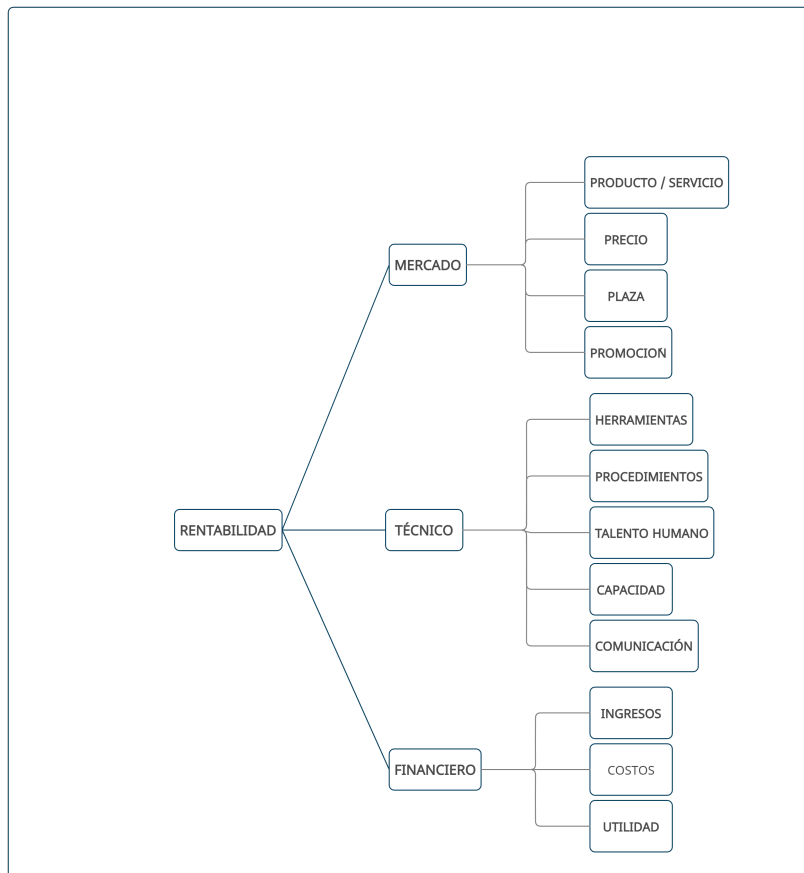 PRODUCTO / SERVICIO
PRECIO
MERCADO
PLAZA
PROMOCIOŃ
HERRAMIENTAS
PROCEDIMIENTOS
RENTABILIDAD
TÉCNICO
TALENTO HUMANO
CAPACIDAD
COMUNICACIÓN
INGRESOS
FINANCIERO
COSTOS
UTILIDAD